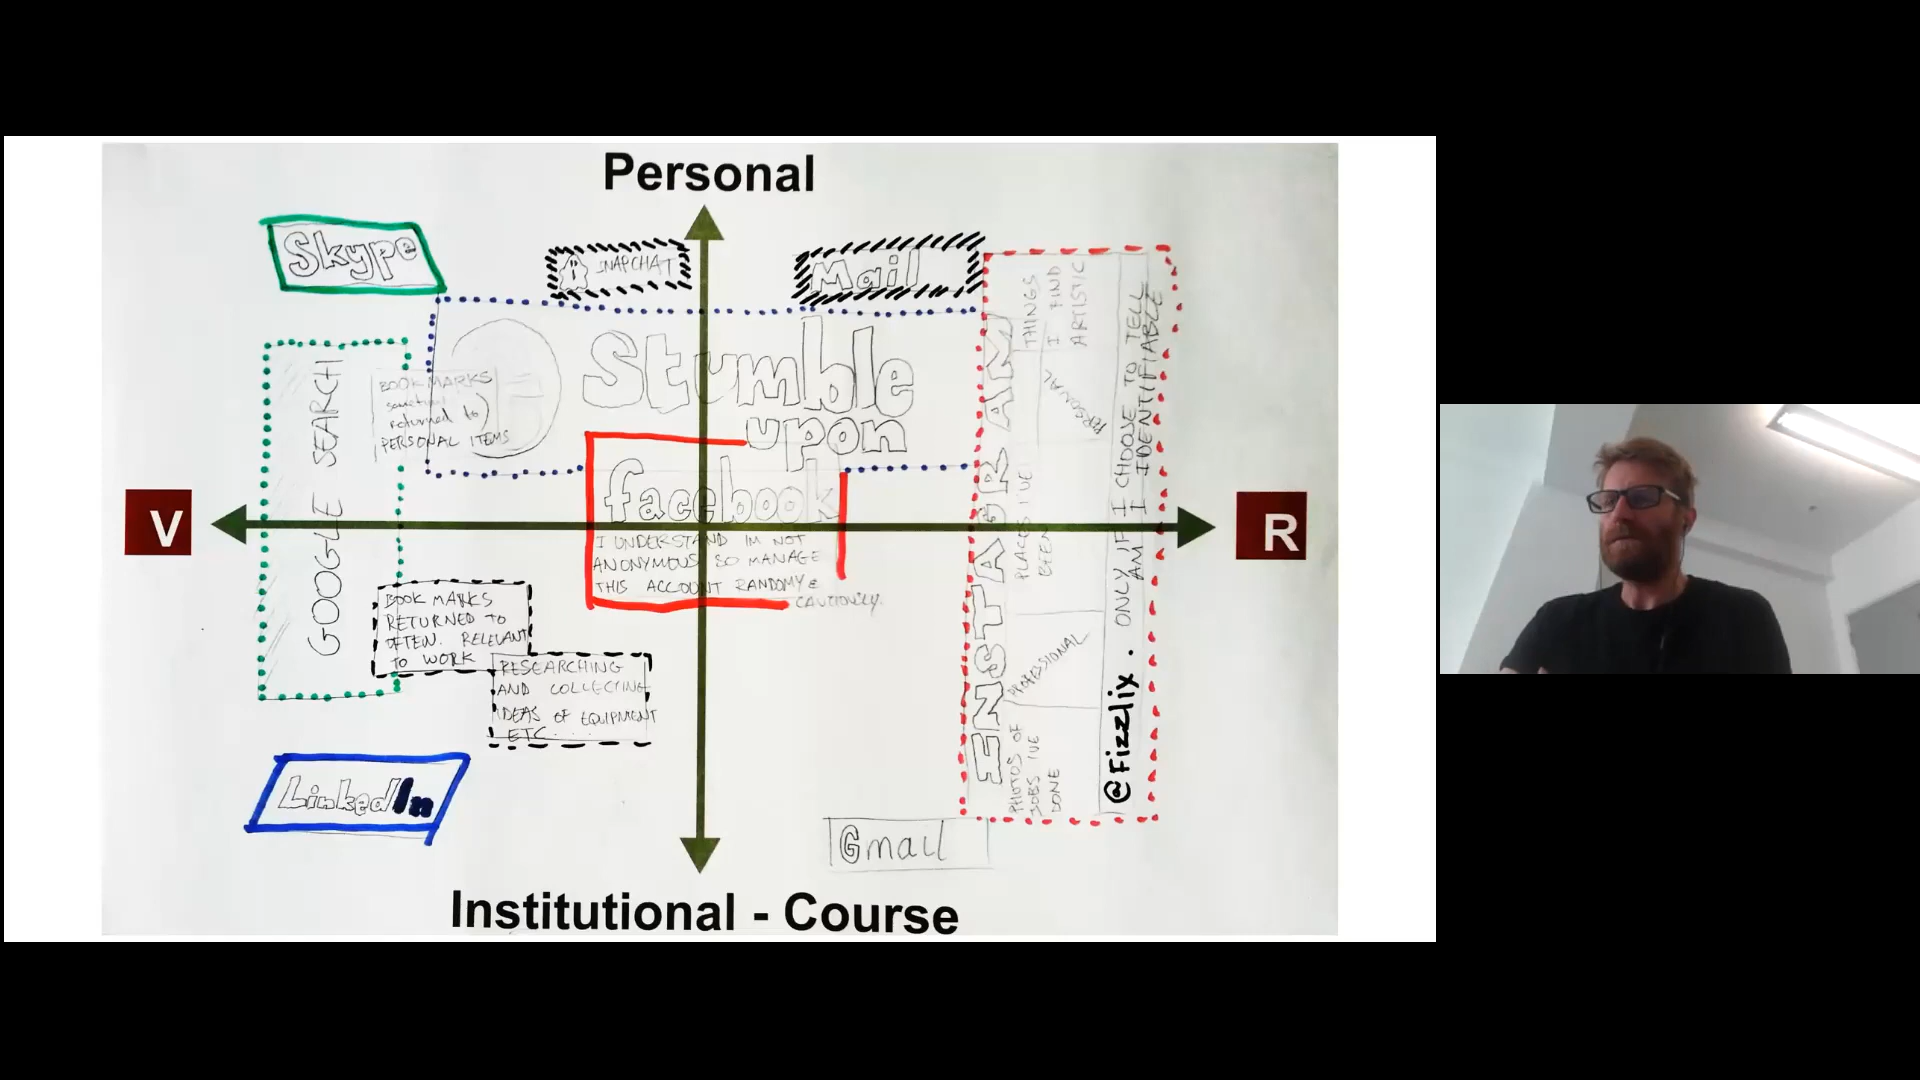 Personal
Skype
SNAPCHAT
Mail
Stumble
upon
GOOGLE SEARCH
BOOKMARKS
returned to)
PERSONAL ITEMS
facebook
I UNDERSTAND IM NOT
ANONYMOUS SO MANAGE
THIS ACCOUNT RANDOMY &
CAUTIOUSLY.
V
R
BOOK MARKS
RETURNED TO
OFTEN. RELEVANT
TO WORK
RESEARCHING
AND COLLECTING
IDEAS OF EQUIPMENT
ETC....
LinkedIn
INSTAGRAM
THINGS
I FIND
ARTISTIC
PERSONAL
PLACES I'VE
PROFESSIONAL
PHOTOS OF
JOBS IVE
DONE
@Fizzlix. ONLY IF I CHOOSE TO TELL
AM I IDENTIFIABLE
Gmail
Institutional - Course